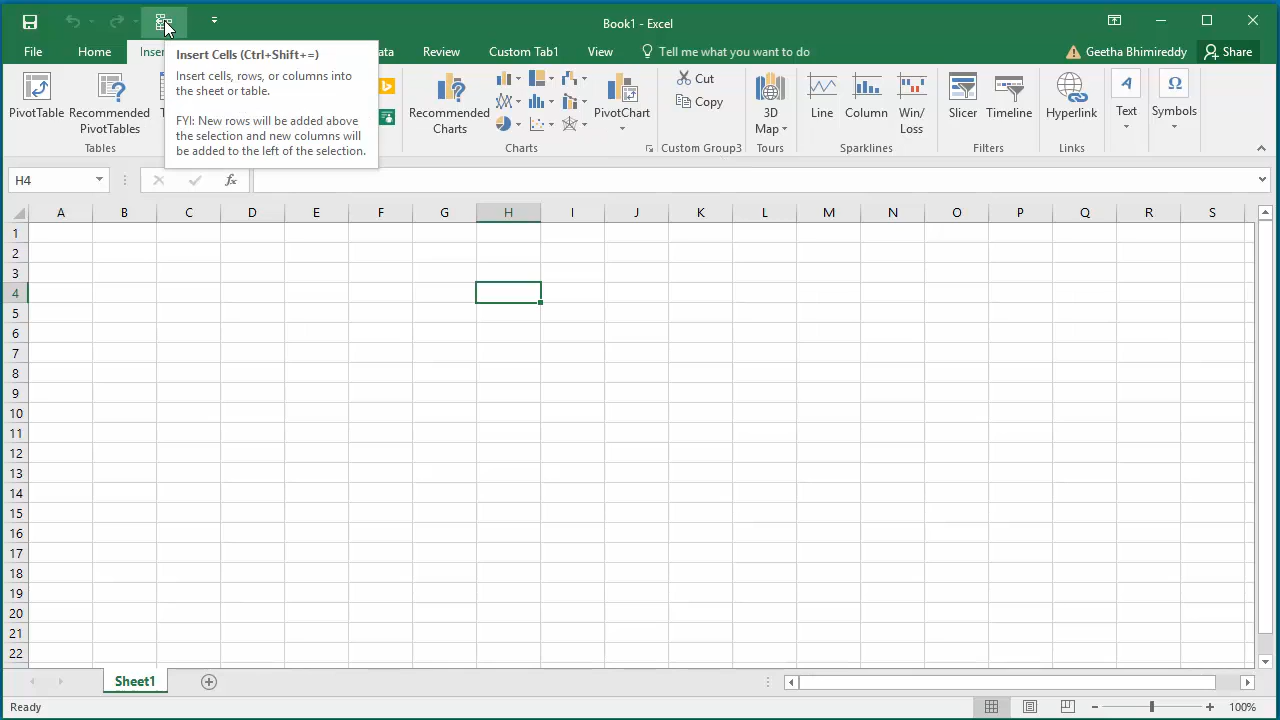 Book1 - Excel
File Home Inser ata Review Custom Tab1 View Tell me what you want to do Geetha Bhimireddy Share
Insert Cells (Ctrl+Shift+=)
Insert cells, rows, or columns into
the sheet or table.
FYI: New rows will be added above
the selection and new columns will
be added to the left of the selection.
PivotTable Recommended
PivotTables
T
Tables
Recommended
Charts
PivotChart
Charts
Cut
Copy
Custom Group3
3D
Map
Tours
Line Column Win/
Loss
Sparklines
Slicer Timeline
Filters
Hyperlink
Links
A
Text
Ω
Symbols
H4 fx
A B C D E F G H I J K L M N O P Q R S
1
2
3
4
5
6
7
8
9
10
11
12
13
14
15
16
17
18
19
20
21
22
Sheet1
Ready 100%